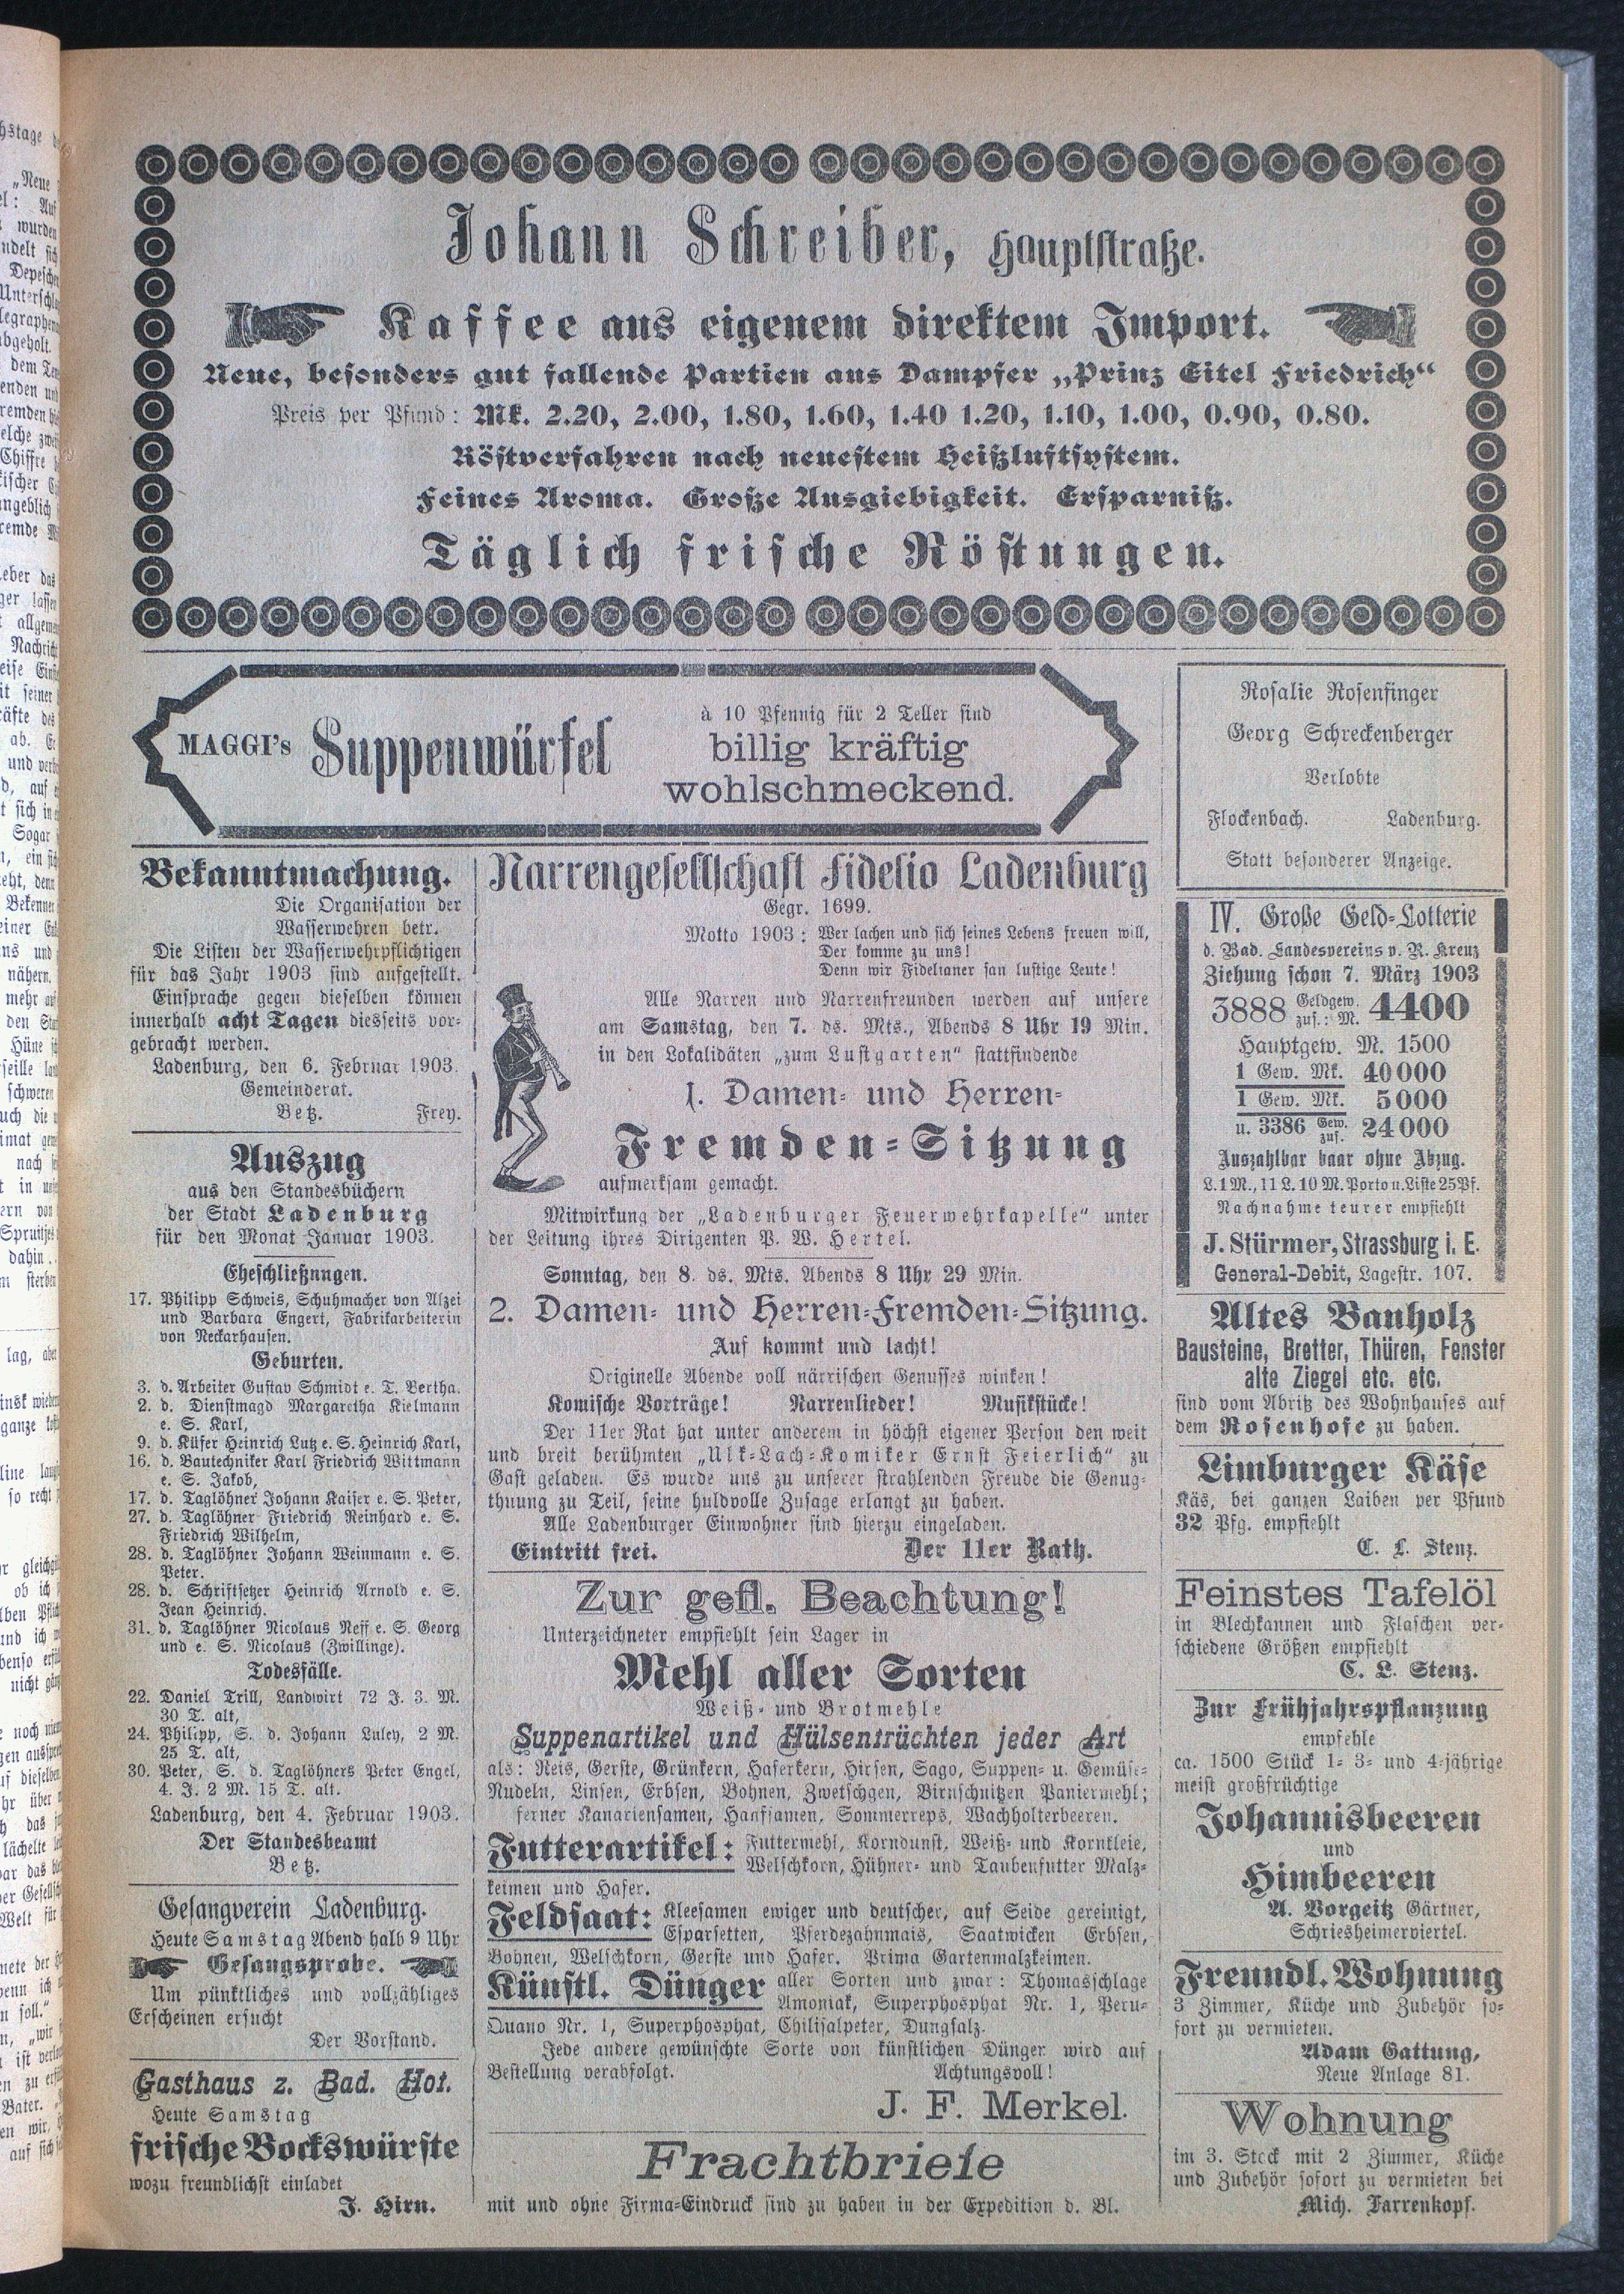 Johann Schreiber, Hauptstraße.
Kaffee aus eigenem direktem Import.
Neue, besonders gut fallende Partien aus Dampfer „Prinz Eitel Friedrich“
Preis per Pfund: Mk. 2.20, 2.00, 1.80, 1.60, 1.40 1.20, 1.10, 1.00, 0.90, 0.80.
Röstverfahren nach neuestem Heißluftsystem.
Feines Aroma. Große Ausgiebigkeit. Ersparniß.
Täglich frische Röstungen.
MAGGI's Suppenwürfel
à 10 Pfennig für 2 Teller sind
billig kräftig
wohlschmeckend.
Rosalie Rosenfinger
Georg Schreckenberger
Verlobte
Flockenbach. Ladenburg.
Statt besonderer Anzeige.
Bekanntmachung.
Die Organisation der
Wasserwehren betr.
Die Listen der Wasserwehrpflichtigen
für das Jahr 1903 sind aufgestellt.
Einsprache gegen dieselben können
innerhalb acht Tagen diesseits vor-
gebracht werden.
Ladenburg, den 6. Februar 1903.
Gemeinderat.
Betz. Frey.
Auszug
aus den Standesbüchern
der Stadt Ladenburg
für den Monat Januar 1903.
Eheschließungen.
17. Philipp Schweis, Schuhmacher von Alzei
und Barbara Engert, Fabrikarbeiterin
von Neckarhausen.
Geburten.
3. d. Arbeiter Gustav Schmidt e. T. Bertha.
2. d. Dienstmagd Margaretha Kielmann
e. S. Karl,
9. d. Küfer Heinrich Lutz e. S. Heinrich Karl,
16. d. Bautechniker Karl Friedrich Wittmann
e. S. Jakob,
17. d. Taglöhner Johann Kaiser e. S. Peter,
27. d. Taglöhner Friedrich Reinhard e. S.
Friedrich Wilhelm,
28. d. Taglöhner Johann Weinmann e. S.
Peter.
28. d. Schriftsetzer Heinrich Arnold e. S.
Jean Heinrich.
31. d. Taglöhner Nicolaus Neff e. S. Georg
und e. S. Nicolaus (Zwillinge).
Todesfälle.
22. Daniel Trill, Landwirt 72 J. 3. M.
30 T. alt,
24. Philipp, S. d. Johann Luley, 2 M.
25 T. alt,
30. Peter, S. d. Taglöhners Peter Engel,
4. J. 2 M. 15 T. alt.
Ladenburg, den 4. Februar 1903.
Der Standesbeamt
Betz.
Gesangverein Ladenburg.
Heute Samstag Abend halb 9 Uhr
Gesangsprobe.
Um pünktliches und vollzähliges
Erscheinen ersucht
Der Vorstand.
Gasthaus z. Bad. Hof.
Heute Samstag
frische Bockswürste
wozu freundlichst einladet
J. Hirn.
Narrengesellschaft Fidelio Ladenburg
Gegr. 1699.
Motto 1903: Wer lachen und sich seines Lebens freuen will,
Der komme zu uns!
Denn wir Fidelianer san lustige Leute!
Alle Narren und Narrenfreunden werden auf unsere
am Samstag, den 7. ds. Mts., Abends 8 Uhr 19 Min.
in den Lokalidäten „zum Lustgarten“ stattfindende
1. Damen- und Herren-
Fremden-Sitzung
aufmerksam gemacht.
Mitwirkung der „Ladenburger Feuerwehrkapelle“ unter
der Leitung ihres Dirigenten P. W. Hertel.
Sonntag, den 8. ds. Mts. Abends 8 Uhr 29 Min.
2. Damen- und Herren-Fremden-Sitzung.
Auf kommt und lacht!
Originelle Abende voll närrischen Genusses winken!
Komische Vorträge! Narrenlieder! Musikstücke!
Der 11er Rat hat unter anderem in höchst eigener Person den weit
und breit berühmten „Ulk-Lach-Komiker Ernst Feierlich“ zu
Gast geladen. Es wurde uns zu unserer strahlenden Freude die Genug-
thuung zu Teil, seine huldvolle Zusage erlangt zu haben.
Alle Ladenburger Einwohner sind hierzu eingeladen.
Eintritt frei. Der 11er Rath.
Zur gefl. Beachtung!
Unterzeichneter empfiehlt sein Lager in
Mehl aller Sorten
Weiß- und Brotmehle
Suppenartikel und Hülsenfrüchten jeder Art
als: Reis, Gerste, Grünkern, Haferkern, Hirsen, Sago, Suppen- u. Gemüse-
Nudeln, Linsen, Erbsen, Bohnen, Zwetschgen, Birnschnitzen Paniermehl;
ferner Kanariensamen, Hanfsamen, Sommerreps, Wachholterbeeren.
Futterartikel: Futtermehl, Korndunst, Weiß- und Kornkleie,
Welschkorn, Hühner- und Taubenfutter Malz-
keimen und Hafer.
Feldsaat: Kleesamen ewiger und deutscher, auf Seide gereinigt,
Esparsetten, Pferdezahnmais, Saatwicken Erbsen,
Bohnen, Welschkorn, Gerste und Hafer. Prima Gartenmalzkeimen.
Künstl. Dünger aller Sorten und zwar: Thomasschlage
Amoniak, Superphosphat Nr. 1, Peru-
Quano Nr. 1, Superphosphat, Chilisalpeter, Dungsalz.
Jede andere gewünschte Sorte von künstlichen Dünger wird auf
Bestellung verabfolgt. Achtungsvoll!
J. F. Merkel.
Frachtbriefe
mit und ohne Firma-Eindruck sind zu haben in der Expedition d. Bl.
IV. Große Geld-Lotterie
d. Bad. Landesvereins v. R. Kreuz
Ziehung schon 7. März 1903
3888 Geldgew. zus.: M. 4400
Hauptgew. M. 1500
1 Gew. Mk. 40000
1 Gew. Mk. 5000
u. 3386 Gew. zus. 24000
Auszahlbar baar ohne Abzug.
L. 1 M., 11 L. 10 M. Porto u. Liste 25 Pf.
Nachnahme teurer empfiehlt
J. Stürmer, Strassburg i. E.
General-Debit, Lagestr. 107.
Altes Bauholz
Bausteine, Bretter, Thüren, Fenster
alte Ziegel etc. etc.
sind vom Abriß des Wohnhauses auf
dem Rosenhofe zu haben.
Limburger Käse
Käs, bei ganzen Laiben per Pfund
32 Pfg. empfiehlt
C. L. Stenz.
Feinstes Tafelöl
in Blechkannen und Flaschen ver-
schiedene Größen empfiehlt
C. L. Stenz.
Zur Frühjahrspflanzung
empfehle
ca. 1500 Stück 1- 3- und 4-jährige
meist großfrüchtige
Johannisbeeren
und
Himbeeren
A. Vorgeitz Gärtner,
Schriesheimerviertel.
Freundl. Wohnung
3 Zimmer, Küche und Zubehör so-
fort zu vermieten.
Adam Gattung,
Neue Anlage 81.
Wohnung
im 3. Stock mit 2 Zimmer, Küche
und Zubehör sofort zu vermieten bei
Mich. Farrenkopf.